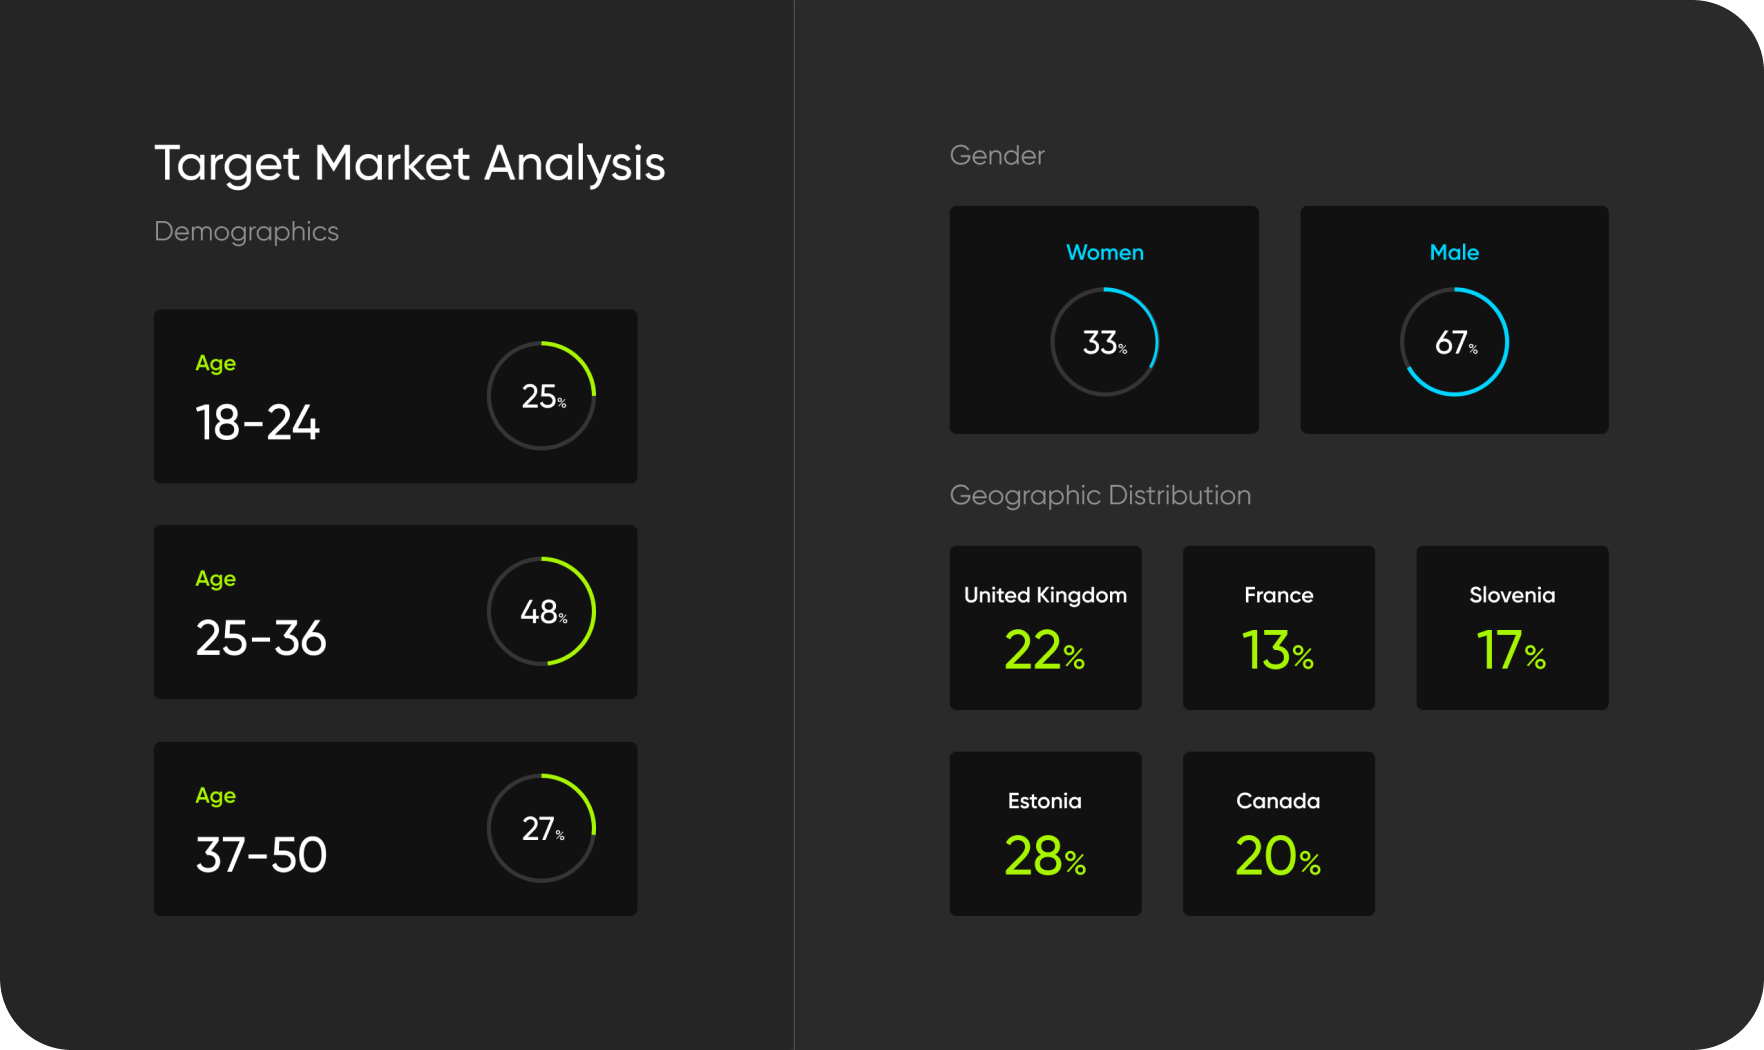 Target Market Analysis
Demographics
Age
18-24
25%
Age
25-36
48%
Age
37-50
27%
Gender
Women
33%
Male
67%
Geographic Distribution
United Kingdom
22%
France
13%
Slovenia
17%
Estonia
28%
Canada
20%